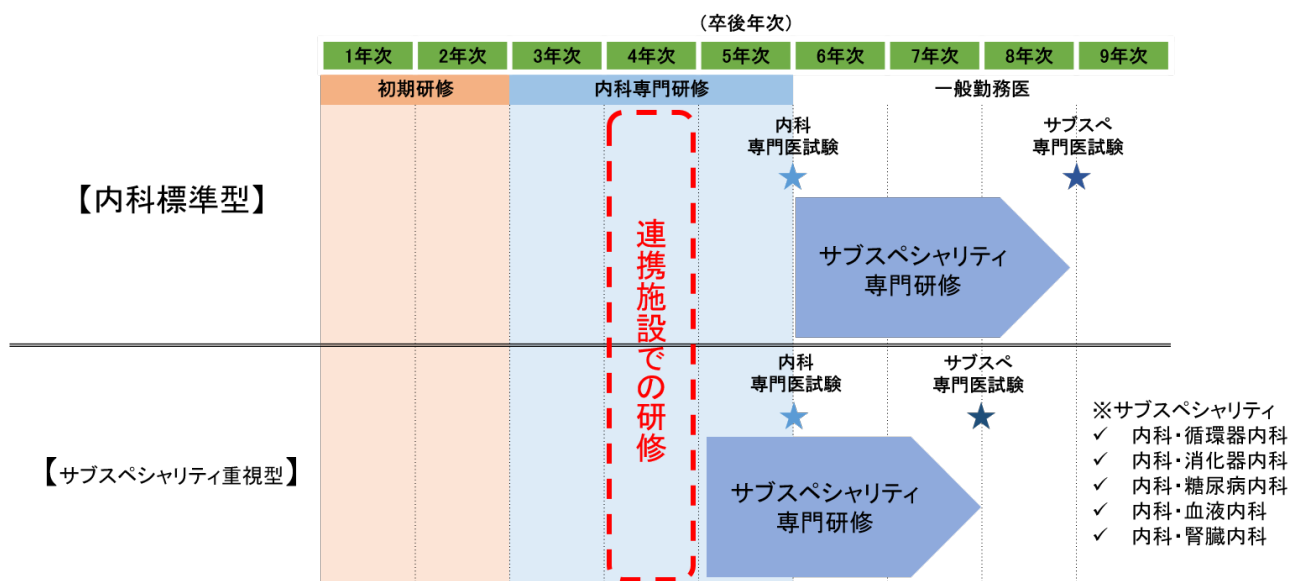 (卒後年次)
1年次 2年次 3年次 4年次 5年次 6年次 7年次 8年次 9年次
初期研修 内科専門研修 一般勤務医
【内科標準型】
内科
専門医試験
サブスペ
専門医試験
サブスペシャリティ
専門研修
連携施設での研修
【サブスペシャリティ重視型】
内科
専門医試験
サブスペ
専門医試験
サブスペシャリティ
専門研修
※サブスペシャリティ
✓ 内科・循環器内科
✓ 内科・消化器内科
✓ 内科・糖尿病内科
✓ 内科・血液内科
✓ 内科・腎臓内科